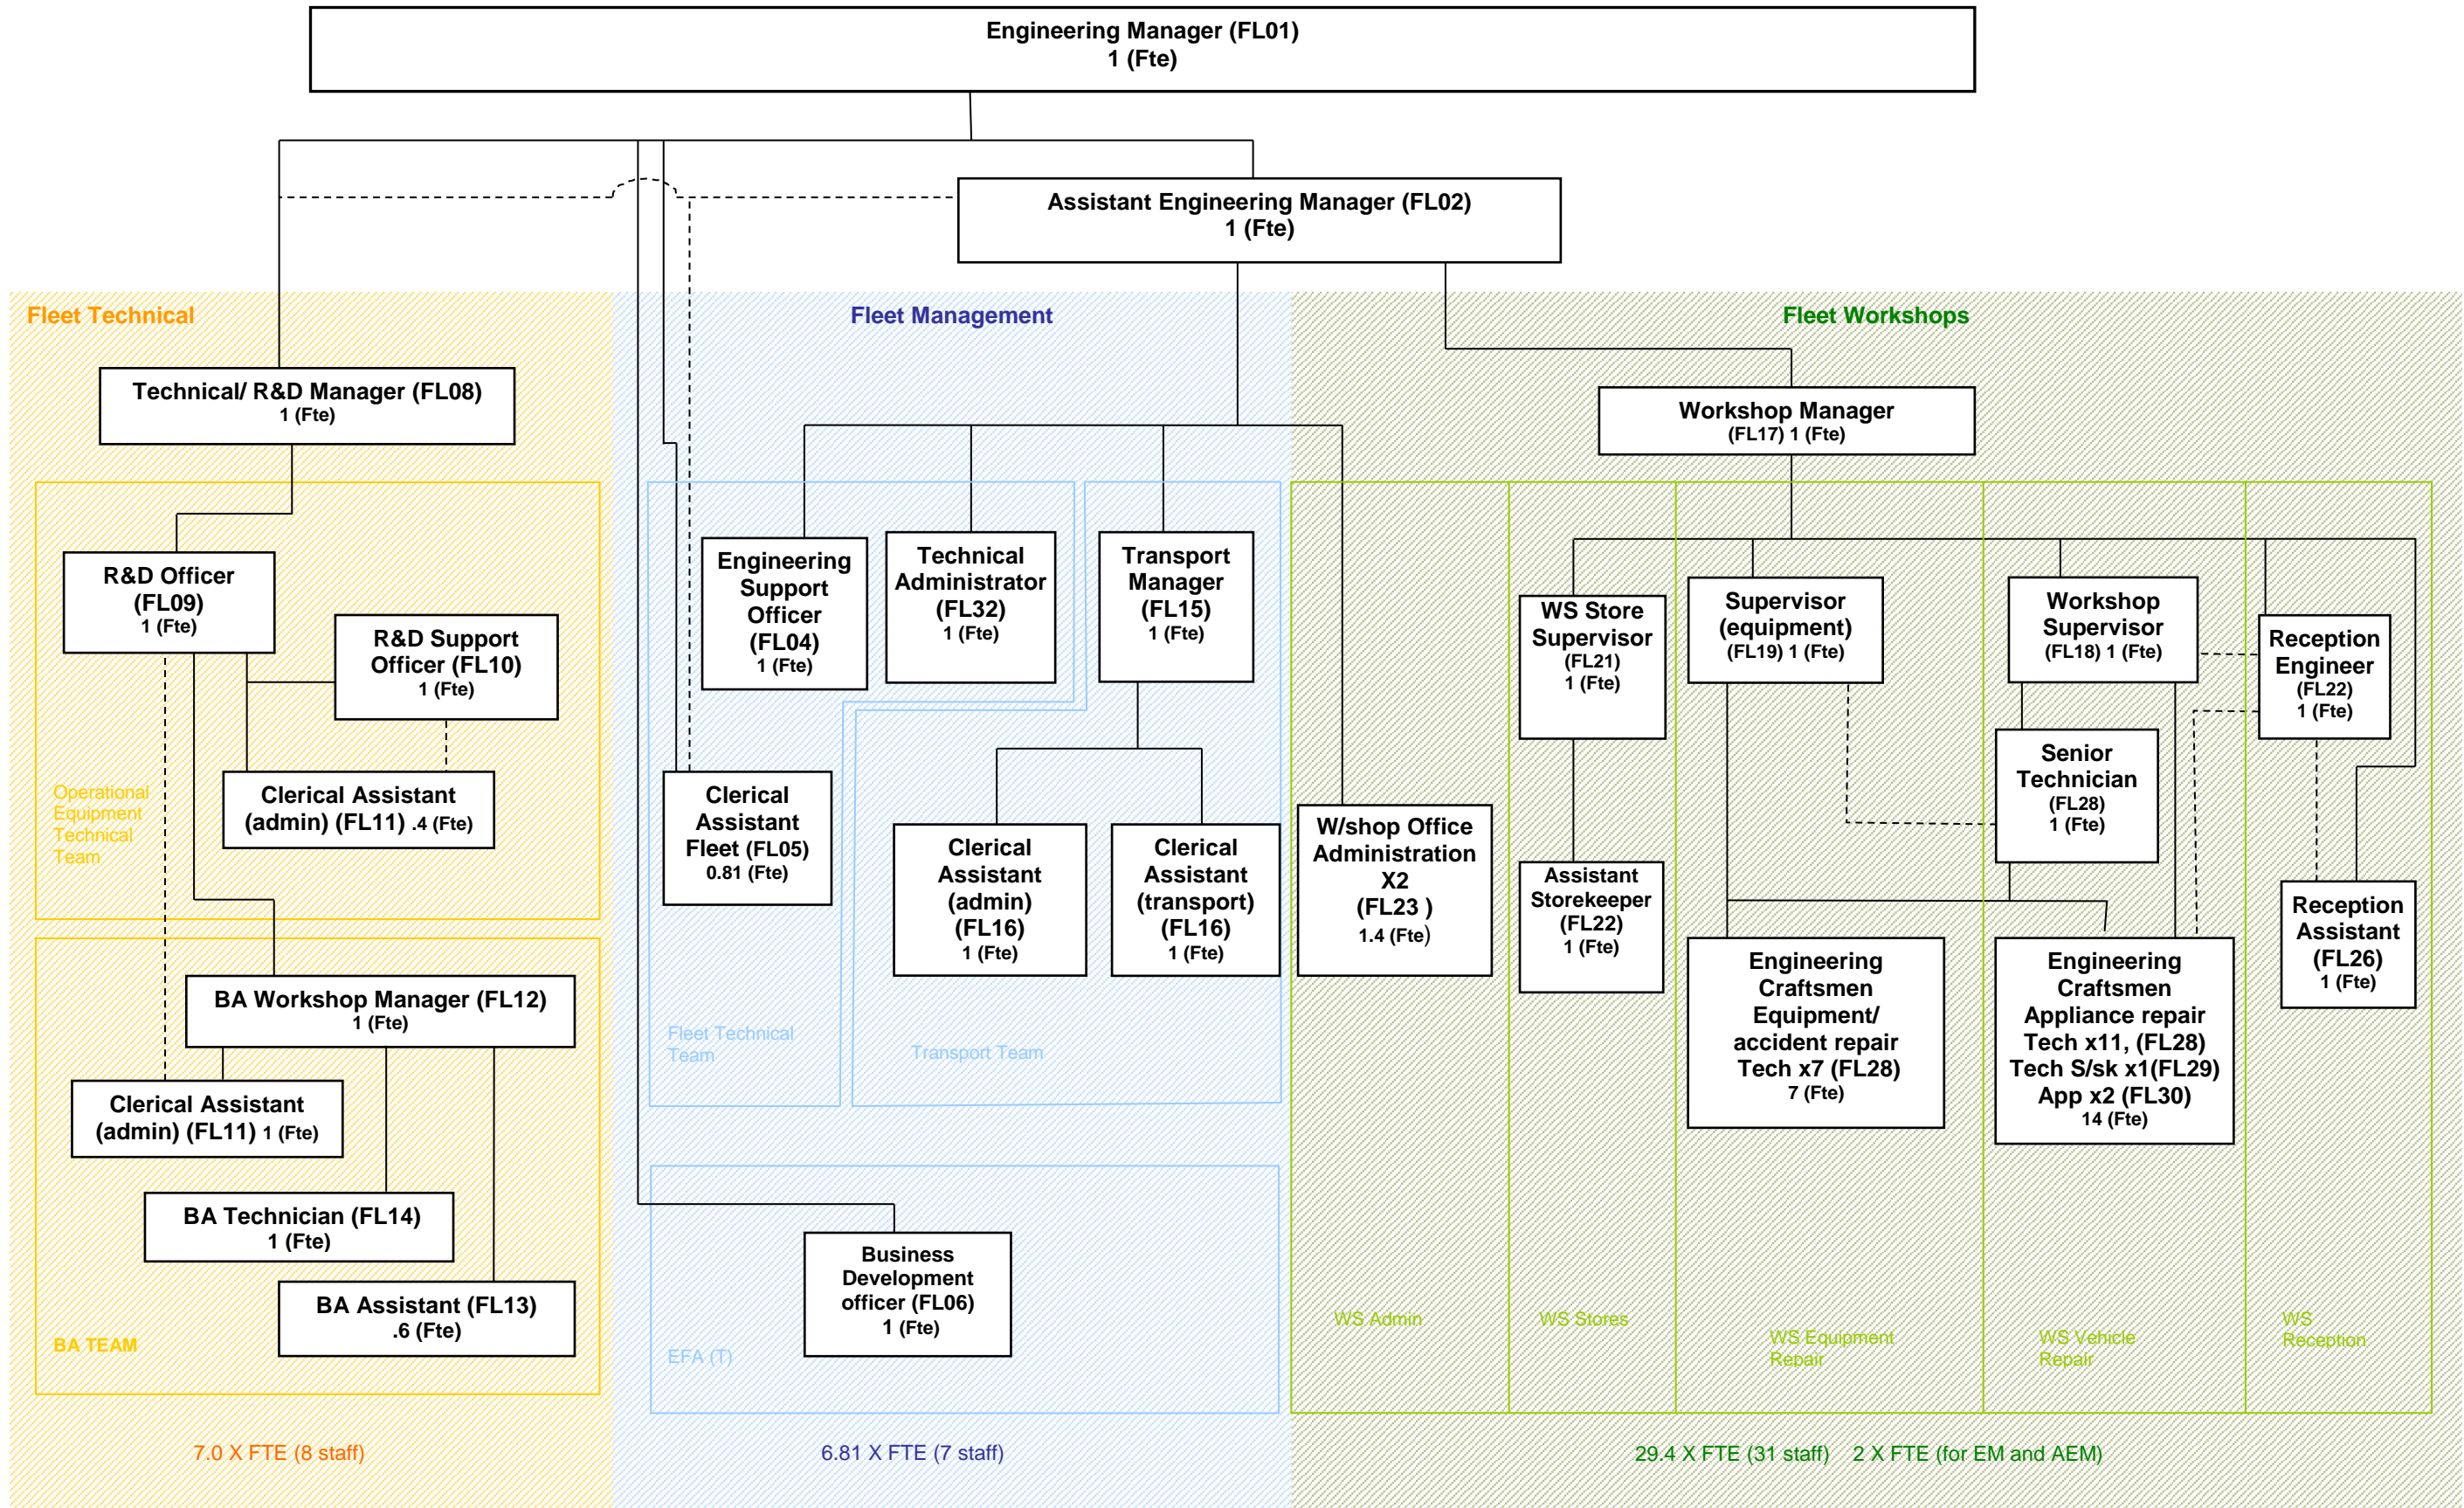 Engineering Manager (FL01)
1 (Fte)
Assistant Engineering Manager (FL02)
1 (Fte)
Fleet Technical
Fleet Management
Fleet Workshops
Technical/ R&D Manager (FL08)
1 (Fte)
Workshop Manager
(FL17) 1 (Fte)
R&D Officer
(FL09)
1 (Fte)
R&D Support
Officer (FL10)
1 (Fte)
Clerical Assistant
(admin) (FL11) .4 (Fte)
Operational
Equipment
Technical
Team
BA Workshop Manager (FL12)
1 (Fte)
Clerical Assistant
(admin) (FL11) 1 (Fte)
BA Technician (FL14)
1 (Fte)
BA Assistant (FL13)
.6 (Fte)
BA TEAM
Engineering
Support
Officer
(FL04)
1 (Fte)
Technical
Administrator
(FL32)
1 (Fte)
Transport
Manager
(FL15)
1 (Fte)
Clerical
Assistant
Fleet (FL05)
0.81 (Fte)
Clerical
Assistant
(admin)
(FL16)
1 (Fte)
Clerical
Assistant
(transport)
(FL16)
1 (Fte)
Fleet Technical
Team
Transport Team
Business
Development
officer (FL06)
1 (Fte)
EFA (T)
W/shop Office
Administration
X2
(FL23 )
1.4 (Fte)
WS Store
Supervisor
(FL21)
1 (Fte)
Assistant
Storekeeper
(FL22)
1 (Fte)
Supervisor
(equipment)
(FL19) 1 (Fte)
Workshop
Supervisor
(FL18) 1 (Fte)
Reception
Engineer
(FL22)
1 (Fte)
Senior
Technician
(FL28)
1 (Fte)
Engineering
Craftsmen
Equipment/
accident repair
Tech x7 (FL28)
7 (Fte)
Engineering
Craftsmen
Appliance repair
Tech x11, (FL28)
Tech S/sk x1(FL29)
App x2 (FL30)
14 (Fte)
Reception
Assistant
(FL26)
1 (Fte)
WS Admin
WS Stores
WS Equipment
Repair
WS Vehicle
Repair
WS
Reception
7.0 X FTE (8 staff)
6.81 X FTE (7 staff)
29.4 X FTE (31 staff) 2 X FTE (for EM and AEM)